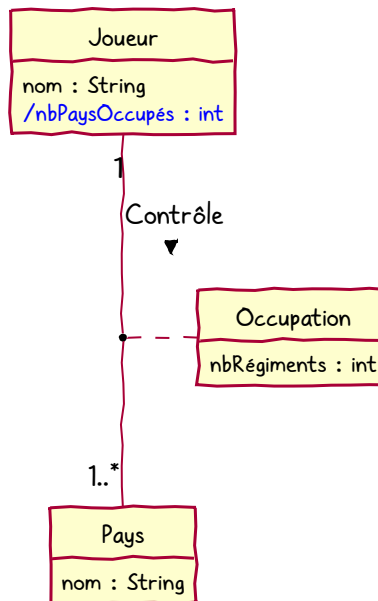 Joueur
nom : String
/nbPaysOccupés : int
1
Contrôle
Occupation
nbRégiments : int
1..*
Pays
nom : String